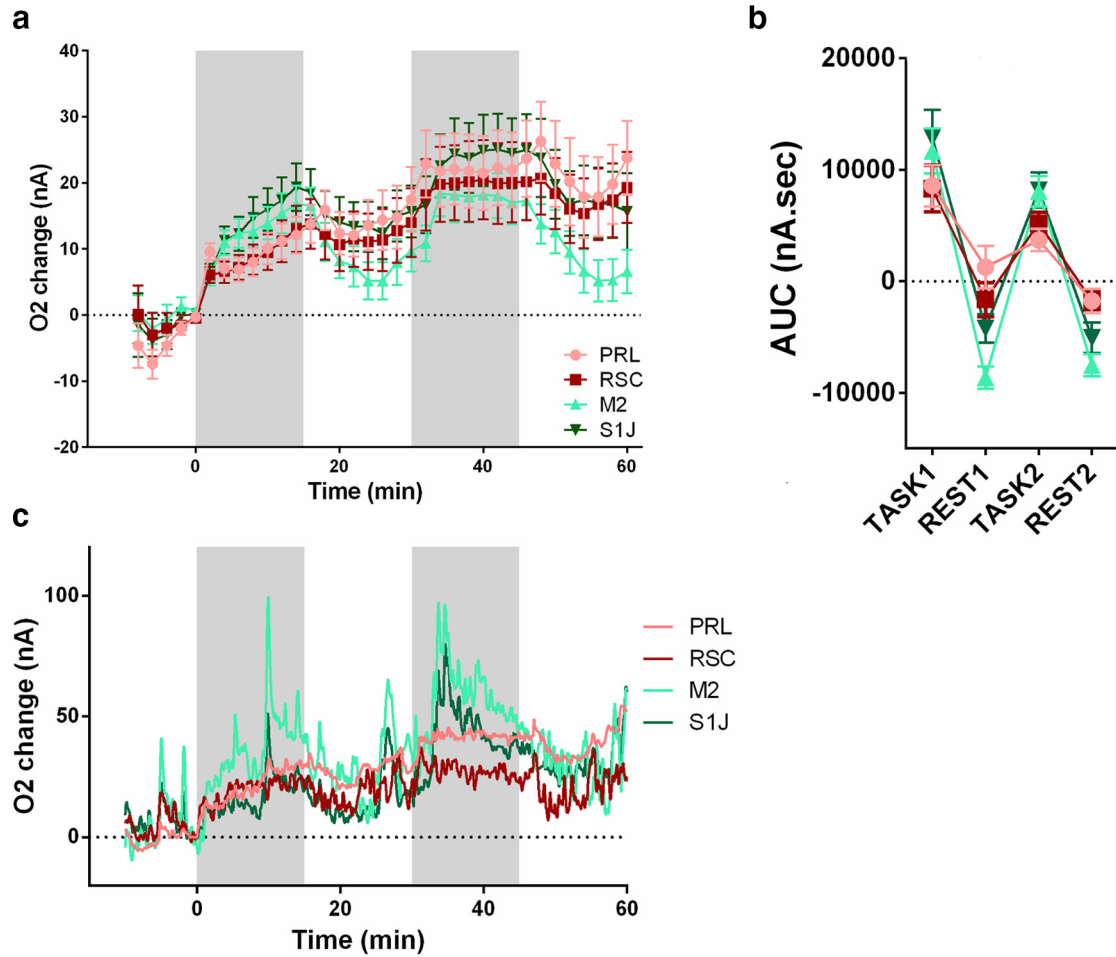 a
O2 change (nA)
40
30
20
10
0
-10
-20
0
20
40
60
Time (min)
PRL
RSC
M2
S1J
b
AUC (nA.sec)
20000
10000
0
-10000
TASK1
REST1
TASK2
REST2
c
O2 change (nA)
100
50
0
0
20
40
60
Time (min)
PRL
RSC
M2
S1J